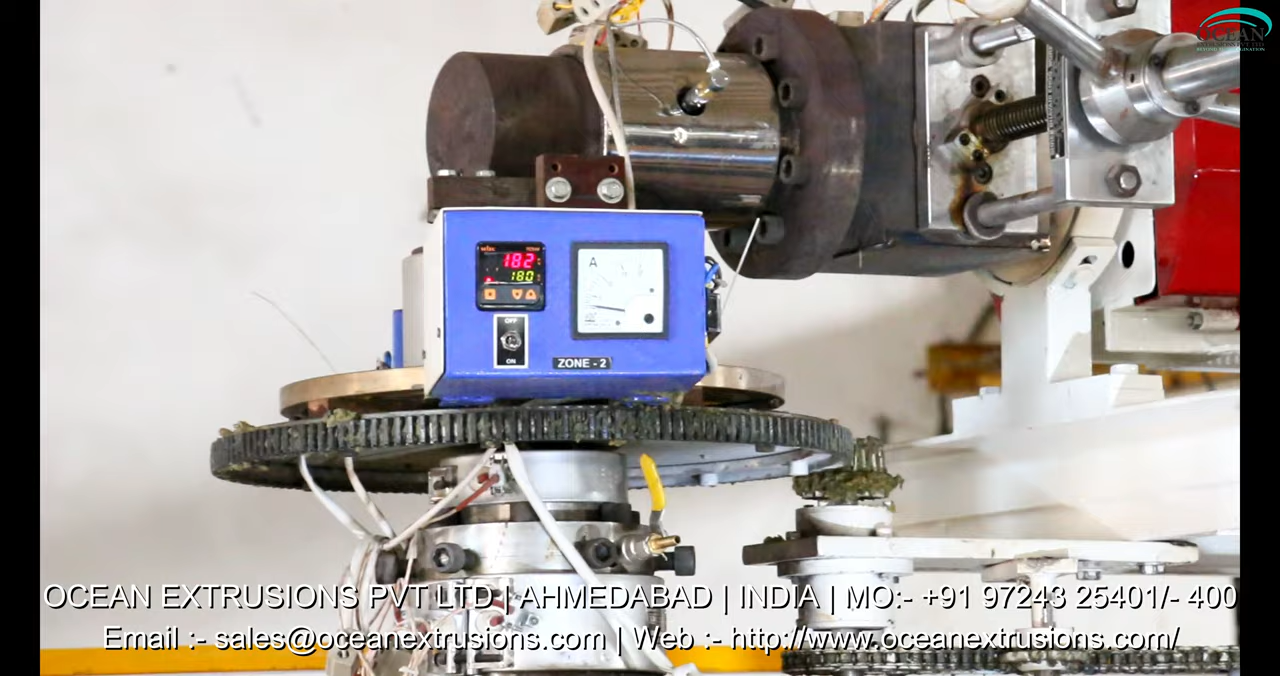 OCEAN
selec
182
180
A
OFF
ON
ZONE - 2
OCEAN EXTRUSIONS PVT LTD | AHMEDABAD | INDIA | MO:- +91 97243 25401/- 400
Email :- sales@oceanextrusions.com | Web :- http://www.oceanextrusions.com/